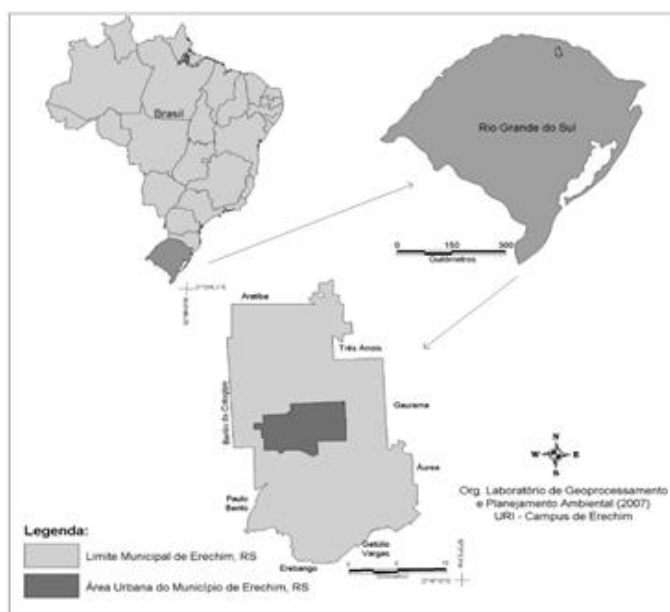 Brasil
Rio Grande do Sul
0 150 300
Quilômetros
Aratiba
Três Arroios
Barão de Cotegipe
Gaurama
Áurea
Paulo Bento
Getúlio Vargas
Erebango
N
W E
S
Org. Laboratório de Geoprocessamento
e Planejamento Ambiental (2007)
URI - Campus de Erechim
Legenda:
Limite Municipal de Erechim, RS
Área Urbana do Município de Erechim, RS